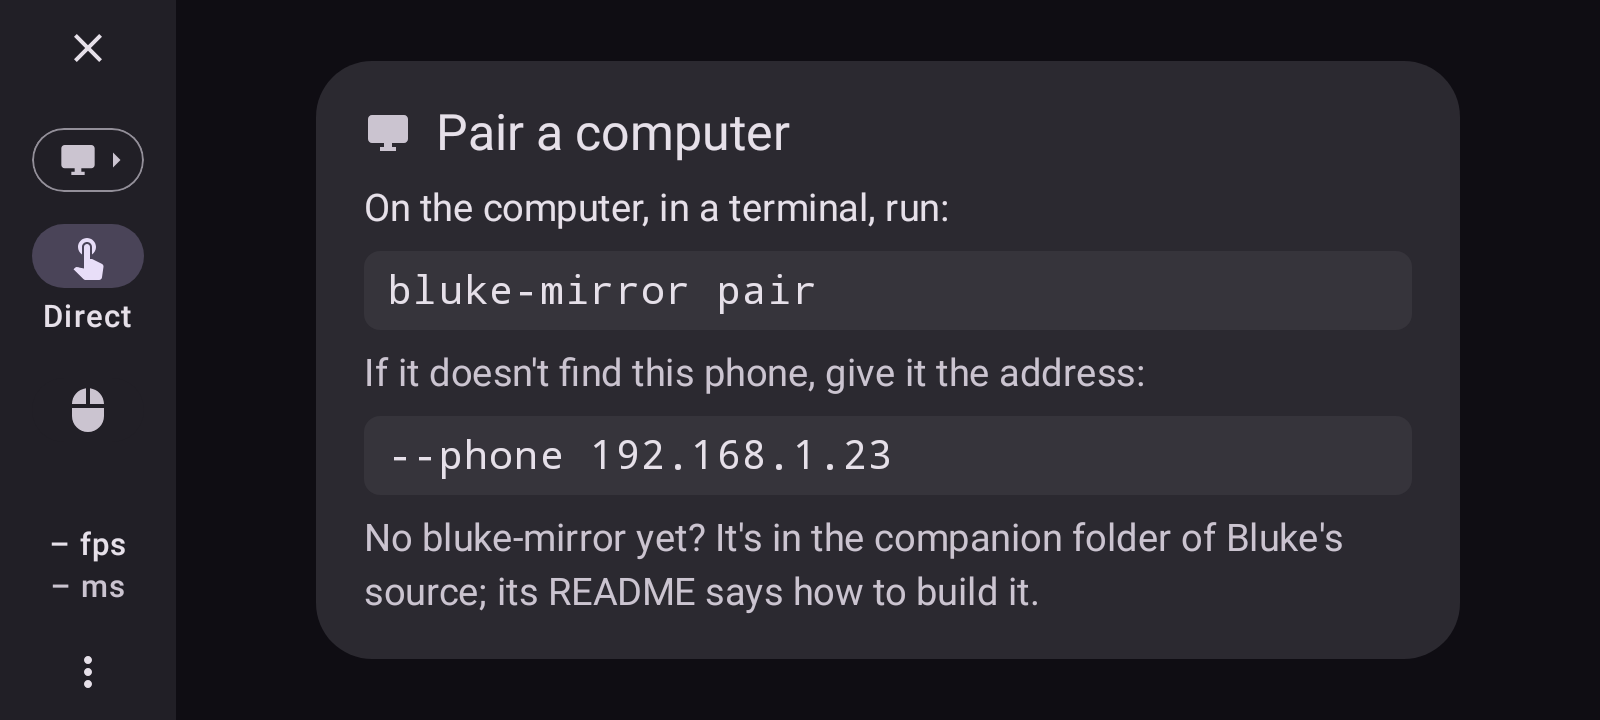 Pair a computer
On the computer, in a terminal, run:
bluke-mirror pair
If it doesn't find this phone, give it the address:
--phone 192.168.1.23
No bluke-mirror yet? It's in the companion folder of Bluke's
source; its README says how to build it.
Direct
– fps
– ms